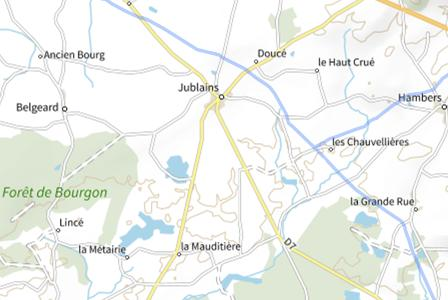 Ancien Bourg
Doucé
le Haut Crué
Jublains
Belgeard
Hambers
les Chauvellières
Forêt de Bourgon
la Grande Rue
Lincé
la Métairie
la Mauditière
D7